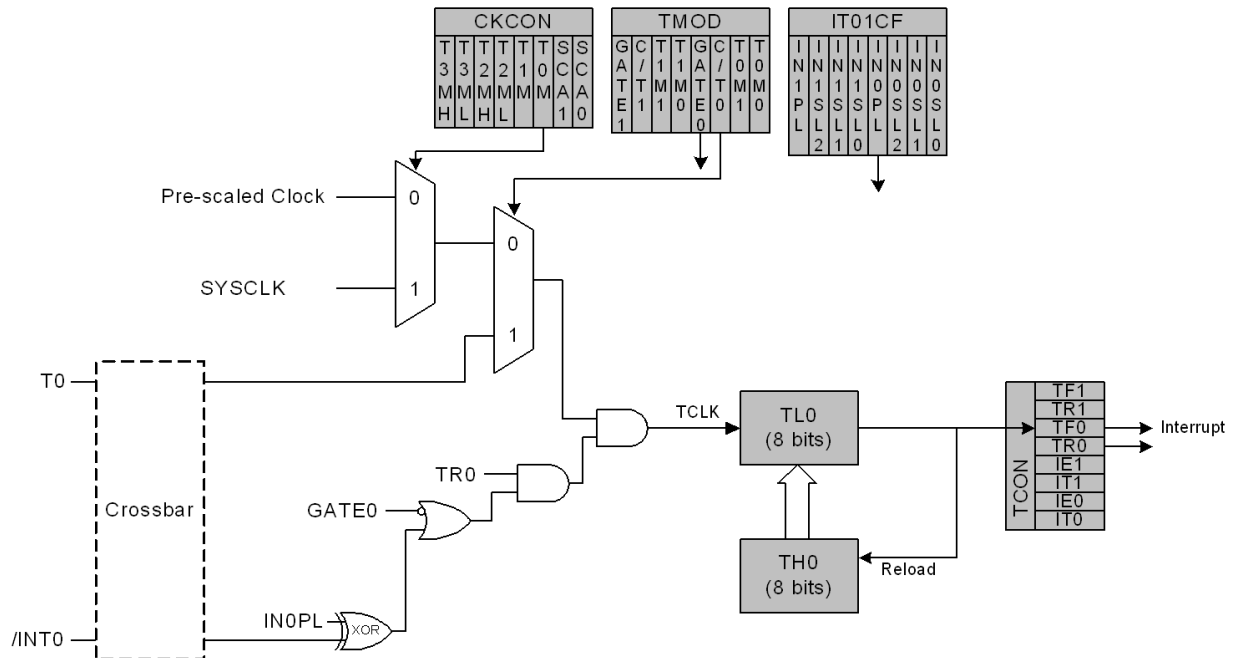 CKCON
T3MH
T3ML
T2MH
T2ML
T1M
T0M
SCA1
SCA0
TMOD
GATE1
C/T1
T1M1
T1M0
GATE0
C/T0
T0M1
T0M0
IT01CF
IN1PL
IN1SL2
IN1SL1
IN1SL0
IN0PL
IN0SL2
IN0SL1
IN0SL0
Pre-scaled Clock
0
SYSCLK
1
0
1
T0
Crossbar
/INT0
GATE0
TR0
IN0PL
XOR
TCLK
TL0
(8 bits)
TH0
(8 bits)
Reload
TCON
TF1
TR1
TF0
TR0
IE1
IT1
IE0
IT0
Interrupt